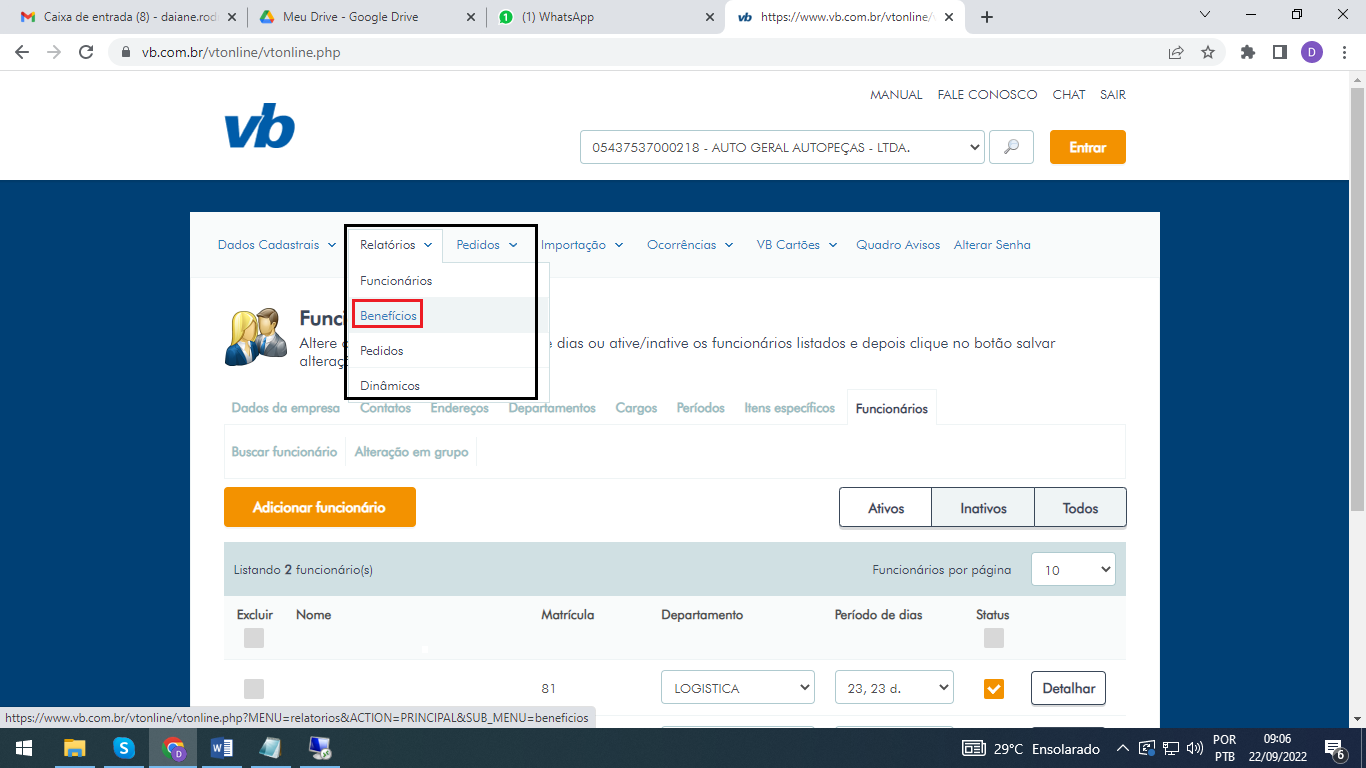 Caixa de entrada (8) - daiane.rod
Meu Drive - Google Drive
(1) WhatsApp
https://www.vb.com.br/vtonline/
vb.com.br/vtonline/vtonline.php
D
MANUAL FALE CONOSCO CHAT SAIR
vb
05437537000218 - AUTO GERAL AUTOPEÇAS - LTDA.
Entrar
Dados Cadastrais Relatórios Pedidos Importação Ocorrências VB Cartões Quadro Avisos Alterar Senha
Funcionários
Benefícios
Pedidos
Dinâmicos
Funci
Altere e dias ou ative/inative os funcionários listados e depois clique no botão salvar
alteraç
Dados da empresa Contatos Endereços Departamentos Cargos Períodos Itens específicos Funcionários
Buscar funcionário Alteração em grupo
Adicionar funcionário
Ativos Inativos Todos
Listando 2 funcionário(s) Funcionários por página 10
Excluir Nome Matrícula Departamento Período de dias Status
81 LOGISTICA 23, 23 d. Detalhar
https://www.vb.com.br/vtonline/vtonline.php?MENU=relatorios&ACTION=PRINCIPAL&SUB_MENU=beneficios
29°C Ensolarado
POR
PTB
09:06
22/09/2022
6